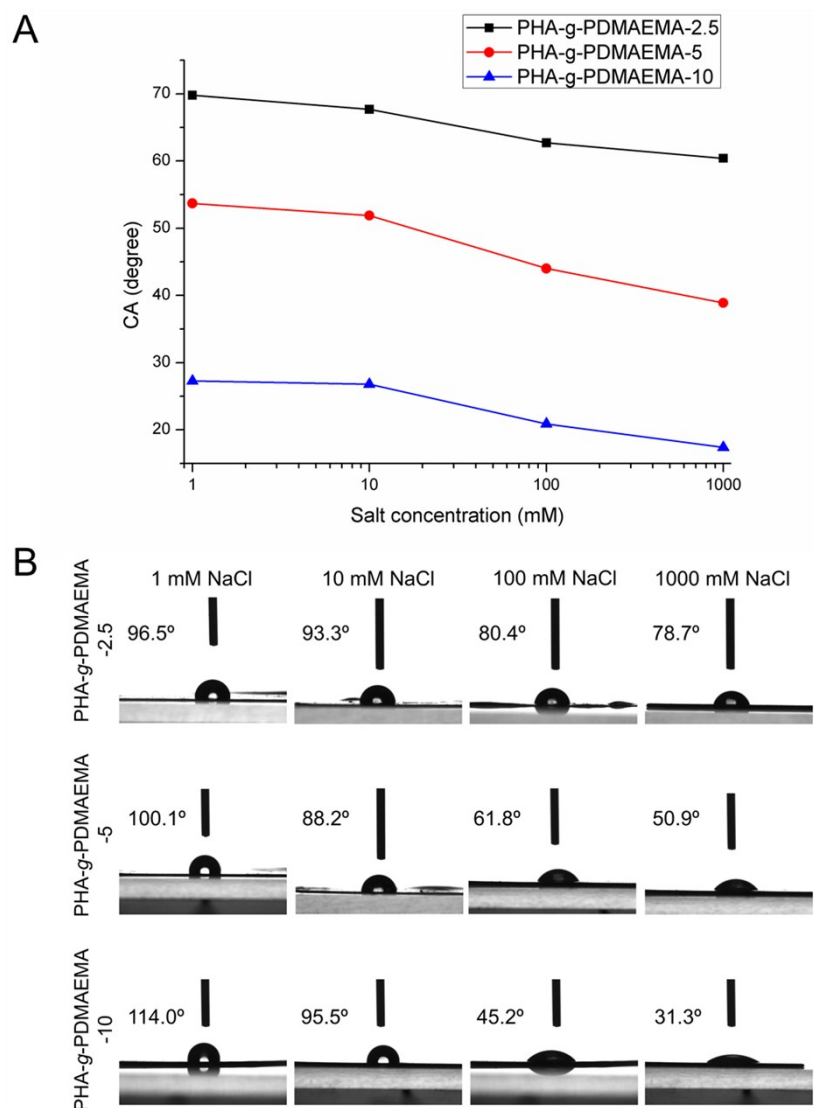 A
PHA-g-PDMAEMA-2.5
PHA-g-PDMAEMA-5
PHA-g-PDMAEMA-10
70
60
50
40
30
20
CA (degree)
1 10 100 1000
Salt concentration (mM)
B
1 mM NaCl 10 mM NaCl 100 mM NaCl 1000 mM NaCl
PHA-g-PDMAEMA
-2.5
96.5º 93.3º 80.4º 78.7º
PHA-g-PDMAEMA
-5
100.1º 88.2º 61.8º 50.9º
PHA-g-PDMAEMA
-10
114.0º 95.5º 45.2º 31.3º